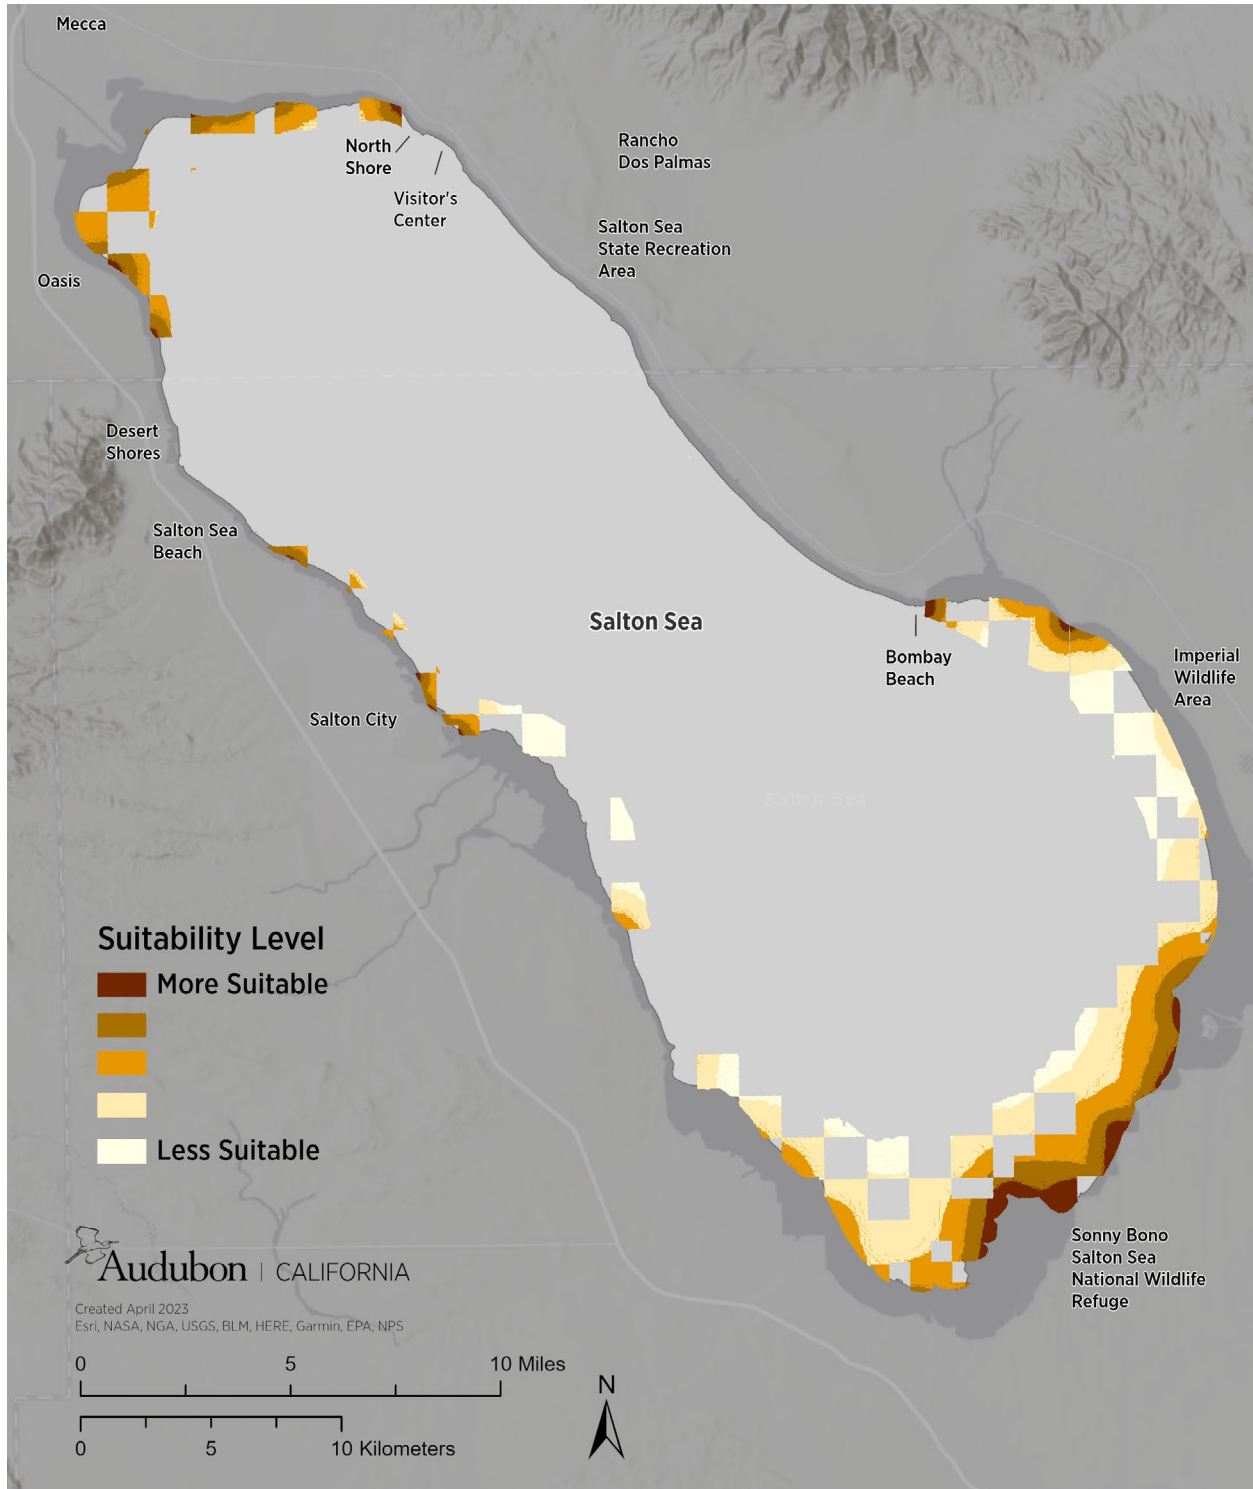 Mecca
North
Shore
Visitor's
Center
Rancho
Dos Palmas
Salton Sea
State Recreation
Area
Oasis
Desert
Shores
Salton Sea
Beach
Salton Sea
Bombay
Beach
Imperial
Wildlife
Area
Salton City
Salton Sea
Suitability Level
More Suitable
Less Suitable
Sonny Bono
Salton Sea
National Wildlife
Refuge
Audubon | CALIFORNIA
Created April 2023
Esri, NASA, NGA, USGS, BLM, HERE, Garmin, EPA, NPS
0 5 10 Miles
N
0 5 10 Kilometers